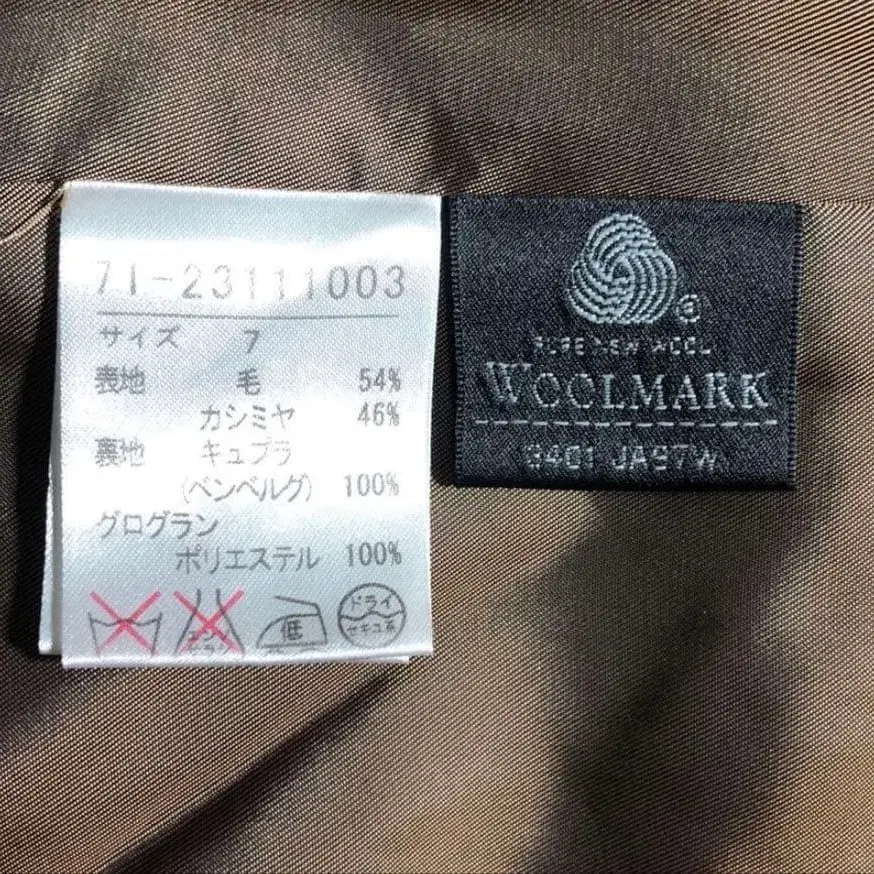 71-23111003
サイズ 7
表地 毛 54%
カシミヤ 46%
裏地 キュプラ
(ベンベルグ) 100%
グログラン
ポリエステル 100%
低
ドライ
セキユ系
PURE NEW WOOL
WOOLMARK